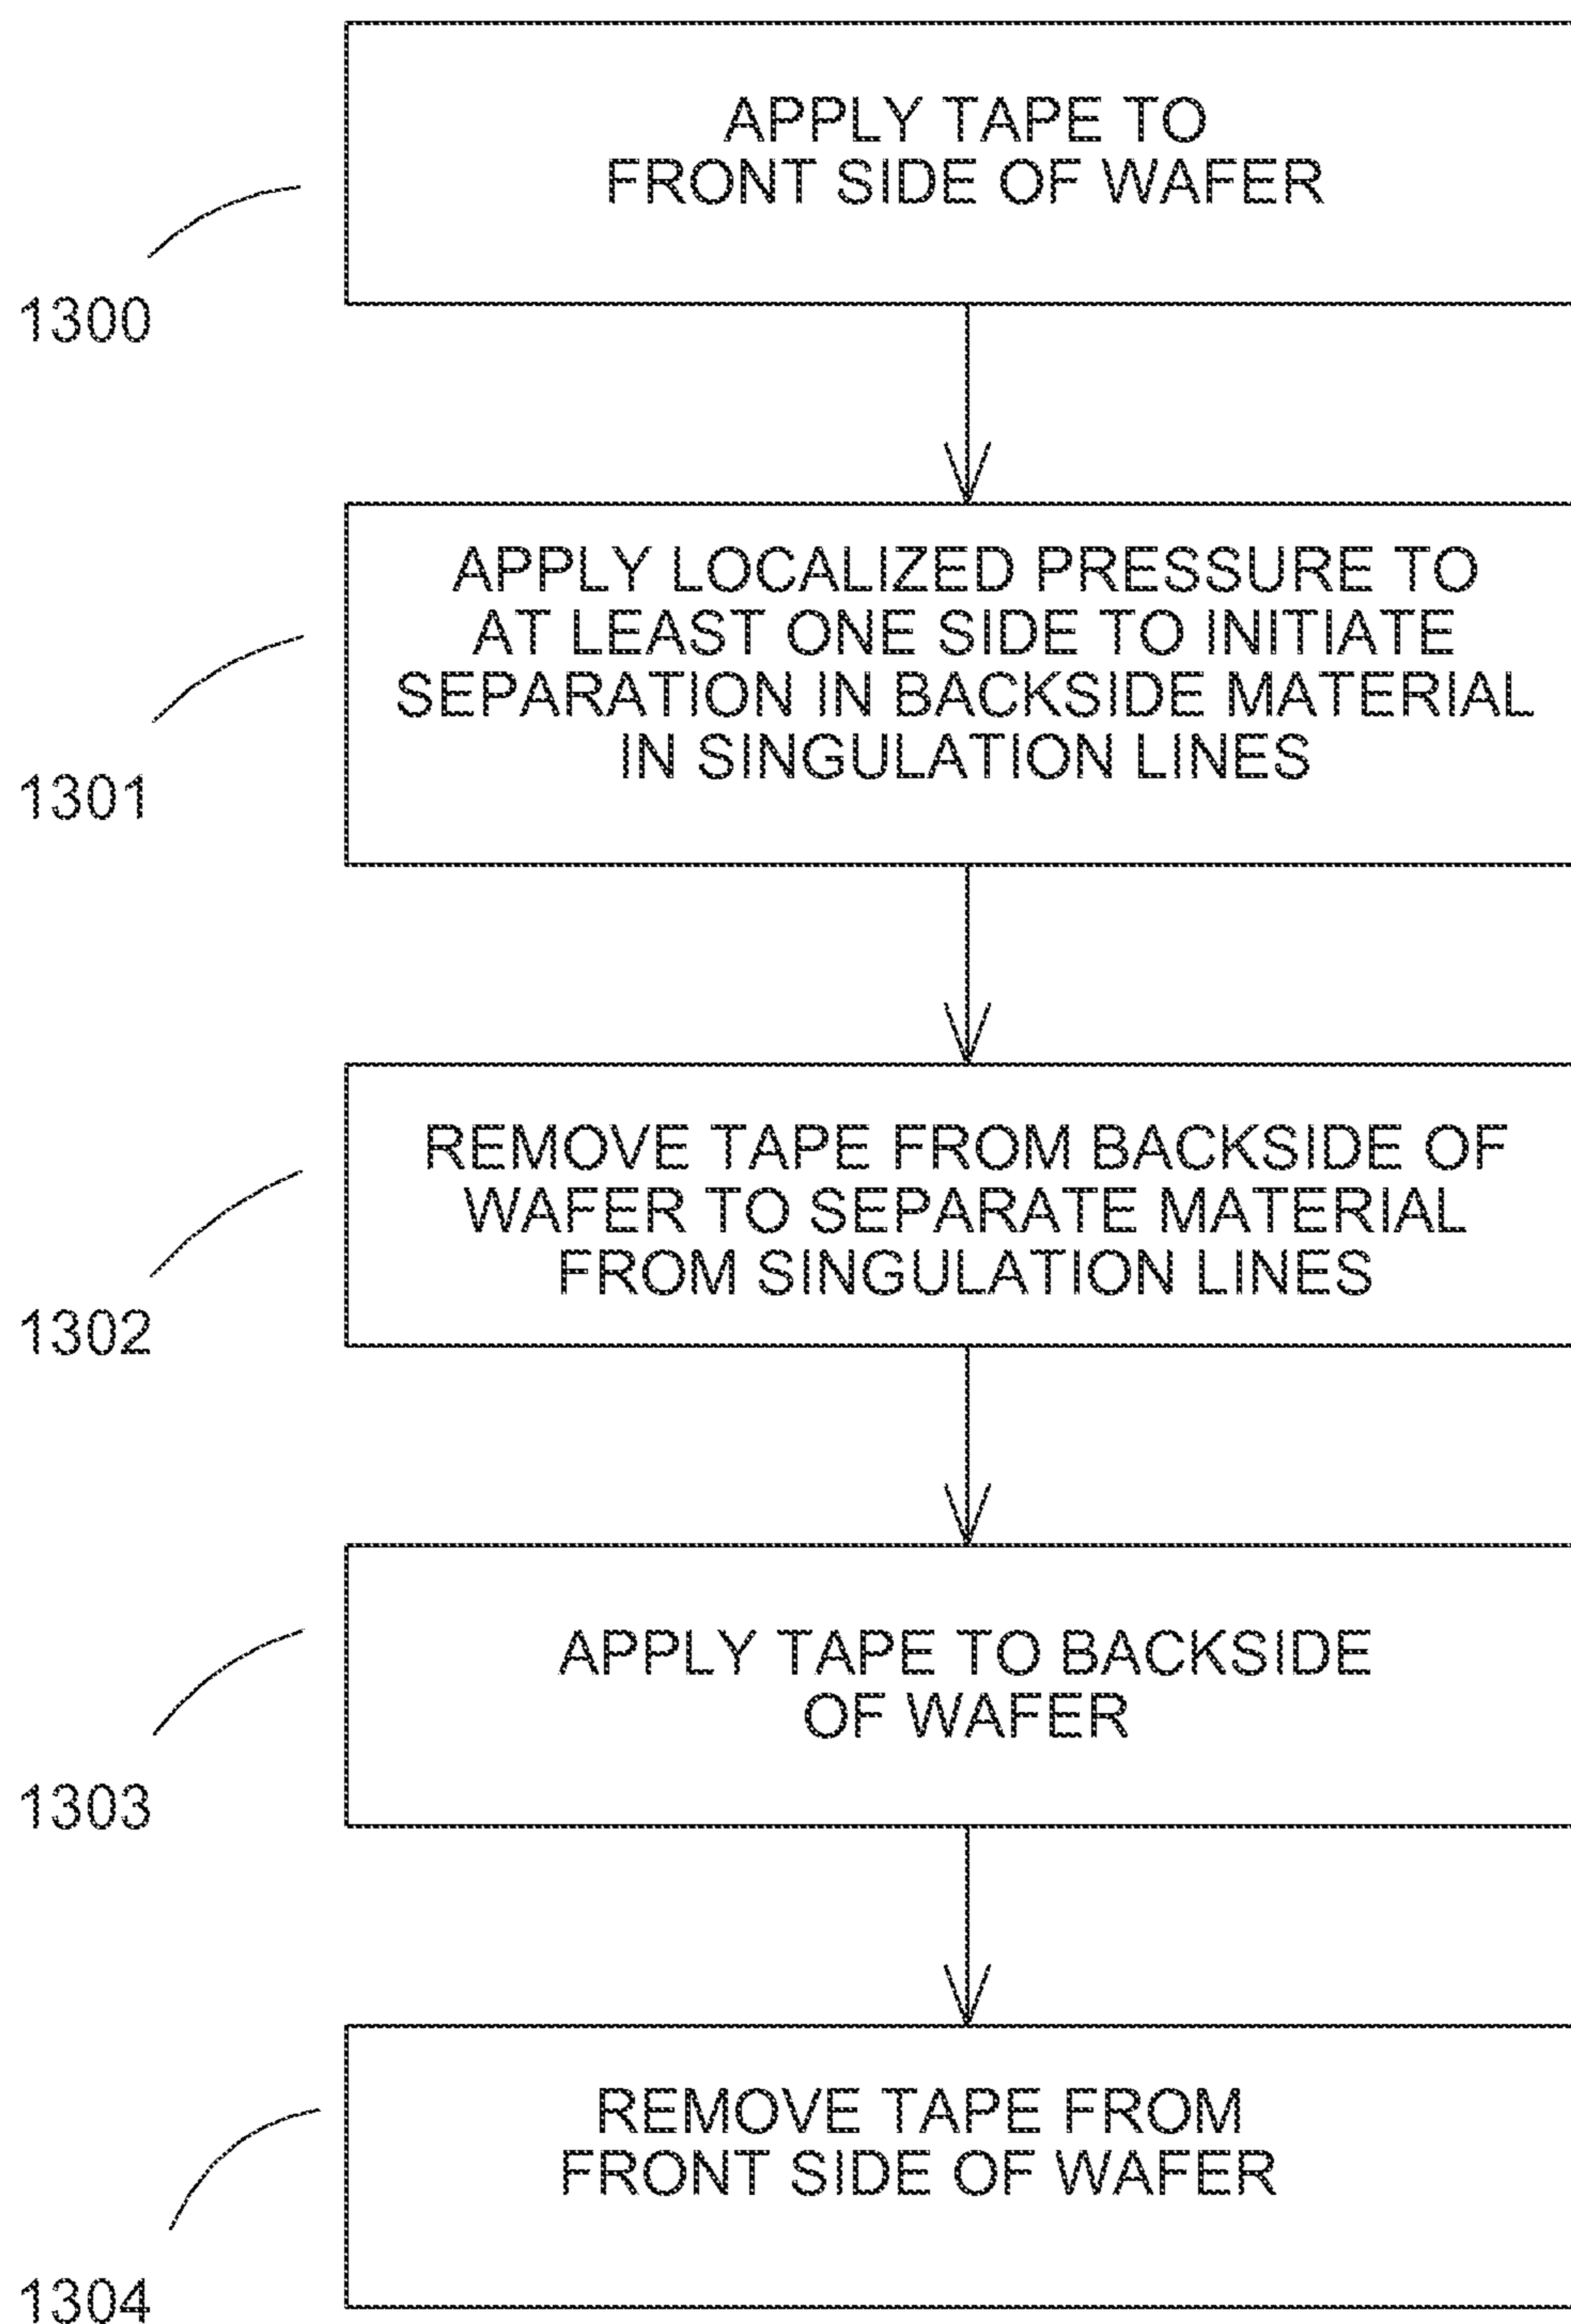 APPLY TAPE TO
FRONT SIDE OF WAFER
1300
APPLY LOCALIZED PRESSURE TO
AT LEAST ONE SIDE TO INITIATE
SEPARATION IN BACKSIDE MATERIAL
IN SINGULATION LINES
1301
REMOVE TAPE FROM BACKSIDE OF
WAFER TO SEPARATE MATERIAL
FROM SINGULATION LINES
1302
APPLY TAPE TO BACKSIDE
OF WAFER
1303
REMOVE TAPE FROM
FRONT SIDE OF WAFER
1304